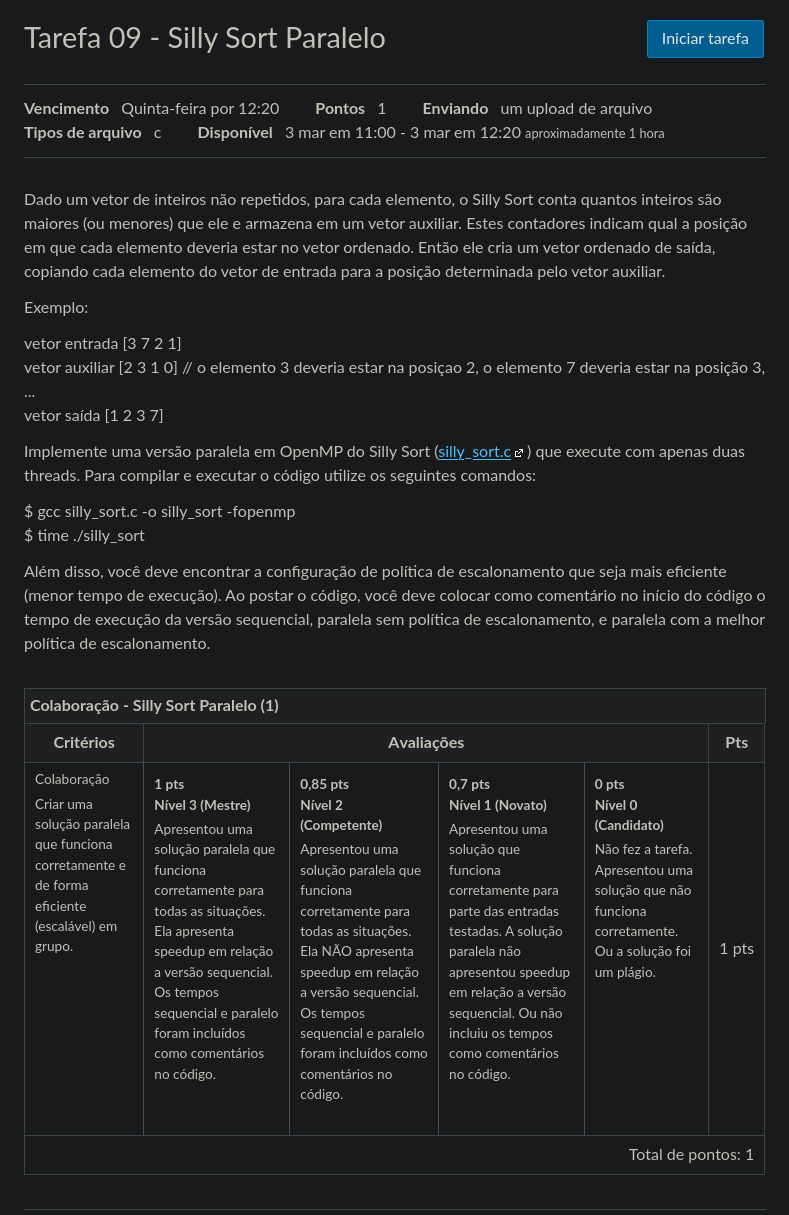 Tarefa 09 - Silly Sort Paralelo
Iniciar tarefa
Vencimento Quinta-feira por 12:20 Pontos 1 Enviando um upload de arquivo
Tipos de arquivo c Disponível 3 mar em 11:00 - 3 mar em 12:20 aproximadamente 1 hora
Dado um vetor de inteiros não repetidos, para cada elemento, o Silly Sort conta quantos inteiros são
maiores (ou menores) que ele e armazena em um vetor auxiliar. Estes contadores indicam qual a posição
em que cada elemento deveria estar no vetor ordenado. Então ele cria um vetor ordenado de saída,
copiando cada elemento do vetor de entrada para a posição determinada pelo vetor auxiliar.
Exemplo:
vetor entrada [3 7 2 1]
vetor auxiliar [2 3 1 0] // o elemento 3 deveria estar na posiçao 2, o elemento 7 deveria estar na posição 3,
...
vetor saída [1 2 3 7]
Implemente uma versão paralela em OpenMP do Silly Sort (silly_sort.c ) que execute com apenas duas
threads. Para compilar e executar o código utilize os seguintes comandos:
$ gcc silly_sort.c -o silly_sort -fopenmp
$ time ./silly_sort
Além disso, você deve encontrar a configuração de política de escalonamento que seja mais eficiente
(menor tempo de execução). Ao postar o código, você deve colocar como comentário no início do código o
tempo de execução da versão sequencial, paralela sem política de escalonamento, e paralela com a melhor
política de escalonamento.
Colaboração - Silly Sort Paralelo (1)
Critérios
Avaliações
Pts
Colaboração
Criar uma
solução paralela
que funciona
corretamente e
de forma
eficiente
(escalável) em
grupo.
1 pts
Nível 3 (Mestre)
Apresentou uma
solução paralela que
funciona
corretamente para
todas as situações.
Ela apresenta
speedup em relação
a versão sequencial.
Os tempos
sequencial e paralelo
foram incluídos
como comentários
no código.
0,85 pts
Nível 2
(Competente)
Apresentou uma
solução paralela que
funciona
corretamente para
todas as situações.
Ela NÃO apresenta
speedup em relação
a versão sequencial.
Os tempos
sequencial e paralelo
foram incluídos como
comentários no
código.
0,7 pts
Nível 1 (Novato)
Apresentou uma
solução que
funciona
corretamente para
parte das entradas
testadas. A solução
paralela não
apresentou speedup
em relação a versão
sequencial. Ou não
incluiu os tempos
como comentários
no código.
0 pts
Nível 0
(Candidato)
Não fez a tarefa.
Apresentou uma
solução que não
funciona
corretamente.
Ou a solução foi
um plágio.
1 pts
Total de pontos: 1